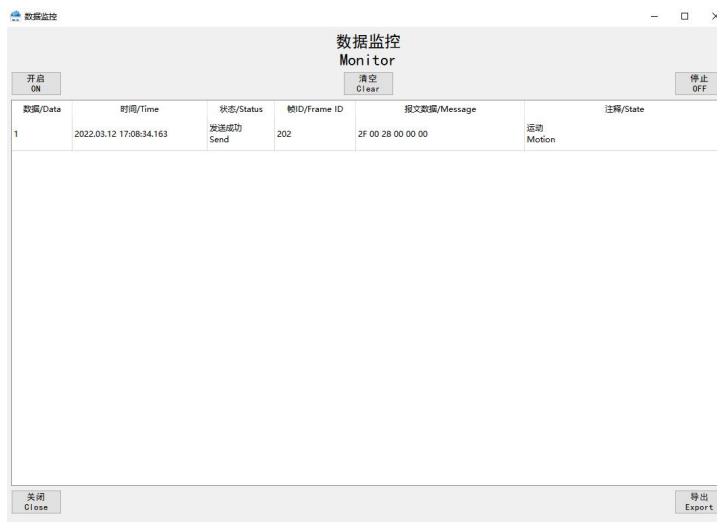 数据监控
数据监控
Monitor
开启
ON
清空
Clear
停止
OFF
数据/Data 时间/Time 状态/Status 帧ID/Frame ID 报文数据/Message 注释/State
1 2022.03.12 17:08:34.163 发送成功 202 2F 00 28 00 00 00 运动
Send Motion
关闭
Close
导出
Export